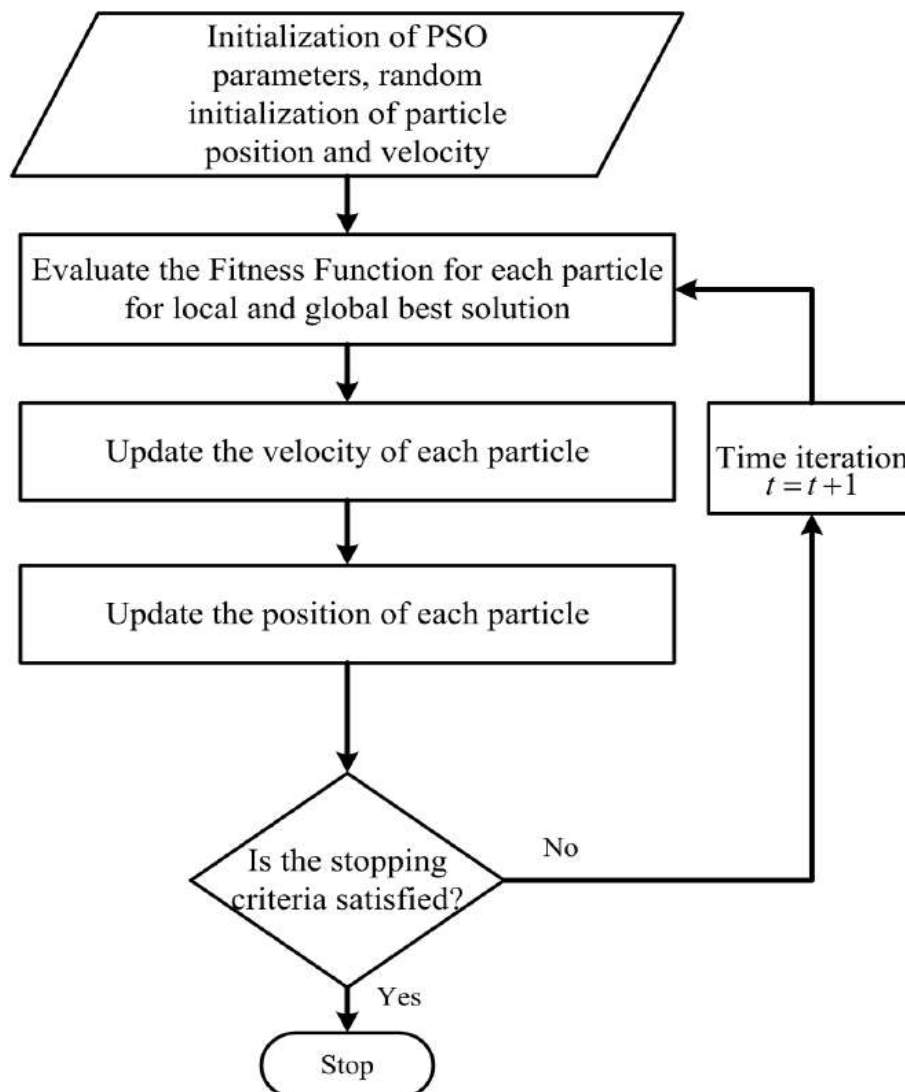 Initialization of PSO
parameters, random
initialization of particle
position and velocity
Evaluate the Fitness Function for each particle
for local and global best solution
Update the velocity of each particle
Time iteration
t = t +1
Update the position of each particle
No
Is the stopping
criteria satisfied?
Yes
Stop